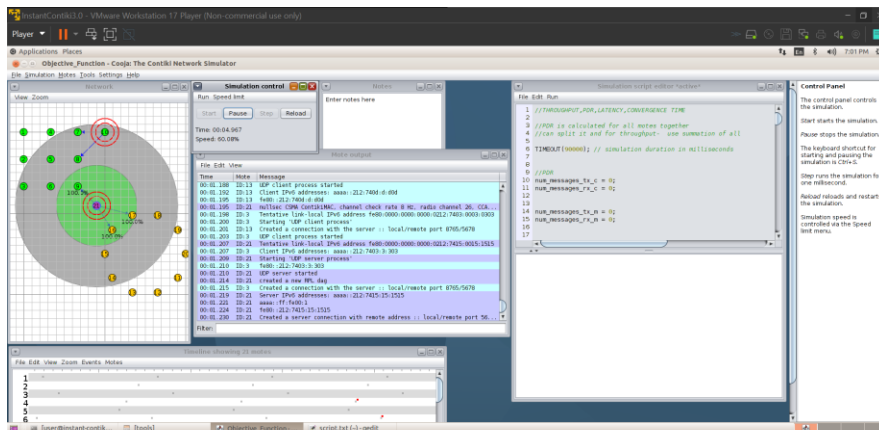 InstantContiki3.0 - VMware Workstation 17 Player (Non-commercial use only)
Player
Applications Places
En
7:01 PM
Objective_Function - Cooja: The Contiki Network Simulator
File Simulation Motes Tools Settings Help
Network
View Zoom
100.0%
Simulation control
Run Speed limit
Start Pause Step Reload
Time: 00:04.967
Speed: 60.08%
Notes
Enter notes here
Mote output
File Edit View
Time Mote Message
00:01.188 ID:13 UDP client process started
00:01.192 ID:13 Client IPv6 addresses: aaaa::212:740d:d:d0d
00:01.195 ID:13 fe80::212:740d:d:d0d
00:01.195 ID:21 nullsec CSMA ContikiMAC, channel check rate 8 Hz, radio channel 26, CCA...
00:01.198 ID:3 Tentative link-local IPv6 address fe80:0000:0000:0000:0212:7403:0003:0303
00:01.200 ID:3 Starting 'UDP client process'
00:01.201 ID:13 Created a connection with the server :: local/remote port 8765/5678
00:01.207 ID:21 Tentative link-local IPv6 address fe80:0000:0000:0000:0212:7415:0015:1515
00:01.207 ID:3 Client IPv6 addresses: aaaa::212:7403:3:303
00:01.209 ID:21 Starting 'UDP server process'
00:01.210 ID:3 fe80::212:7403:3:303
00:01.210 ID:21 UDP server started
00:01.214 ID:21 created a new RPL dag
00:01.215 ID:3 Created a connection with the server :: local/remote port 8765/5678
00:01.219 ID:21 Server IPv6 addresses: aaaa::212:7415:15:1515
00:01.221 ID:21 aaaa::ff:fe00:1
00:01.224 ID:21 fe80::212:7415:15:1515
00:01.230 ID:21 Created a server connection with remote address :: local/remote port 56...
Filter:
Simulation script editor *active*
File Edit Run
1 //THROUGHPUT,PDR,LATENCY,CONVERGENCE TIME
2
3 //PDR is calculated for all motes together
4 //can split it and for throughput- use summation of all
5
6 TIMEOUT(90000); // simulation duration in milliseconds
7
8
9 //PDR
10 num_messages_tx_c = 0;
11 num_messages_rx_c = 0;
12
13
14 num_messages_tx_m = 0;
15 num_messages_rx_m = 0;
16
17
Control Panel
The control panel controls
the simulation.
Start starts the simulation.
Pause stops the simulation.
The keyboard shortcut for
starting and pausing the
simulation is Ctrl+S.
Step runs the simulation for
one millisecond.
Reload reloads and restart
the simulation.
Simulation speed is
controlled via the Speed
limit menu.
Timeline showing 21 motes
File Edit View Zoom Events Motes
1
2
3
4
5
6
[user@instant-contik...
[tools]
Objective_Function - ...
script.txt (~) - gedit